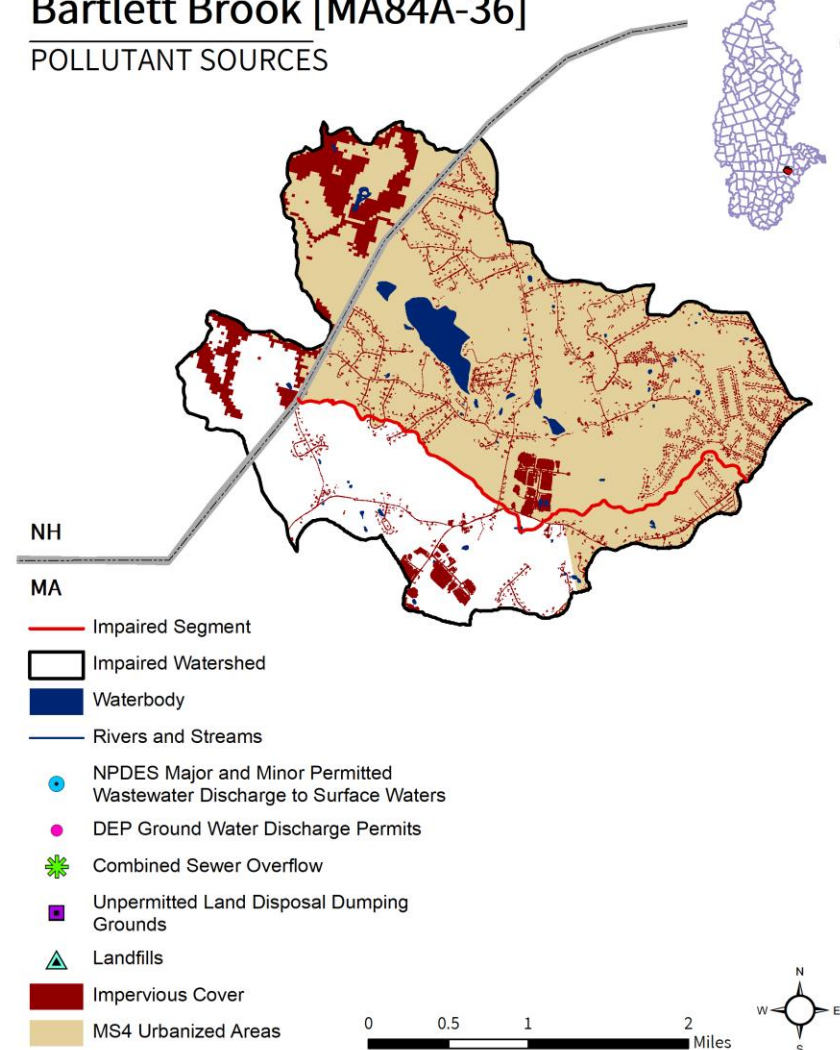 Bartlett Brook [MA84A-36]
POLLUTANT SOURCES
NH
MA
Impaired Segment
Impaired Watershed
Waterbody
Rivers and Streams
NPDES Major and Minor Permitted
Wastewater Discharge to Surface Waters
DEP Ground Water Discharge Permits
Combined Sewer Overflow
Unpermitted Land Disposal Dumping
Grounds
Landfills
Impervious Cover
MS4 Urbanized Areas
0 0.5 1 2
Miles
N
W E
S